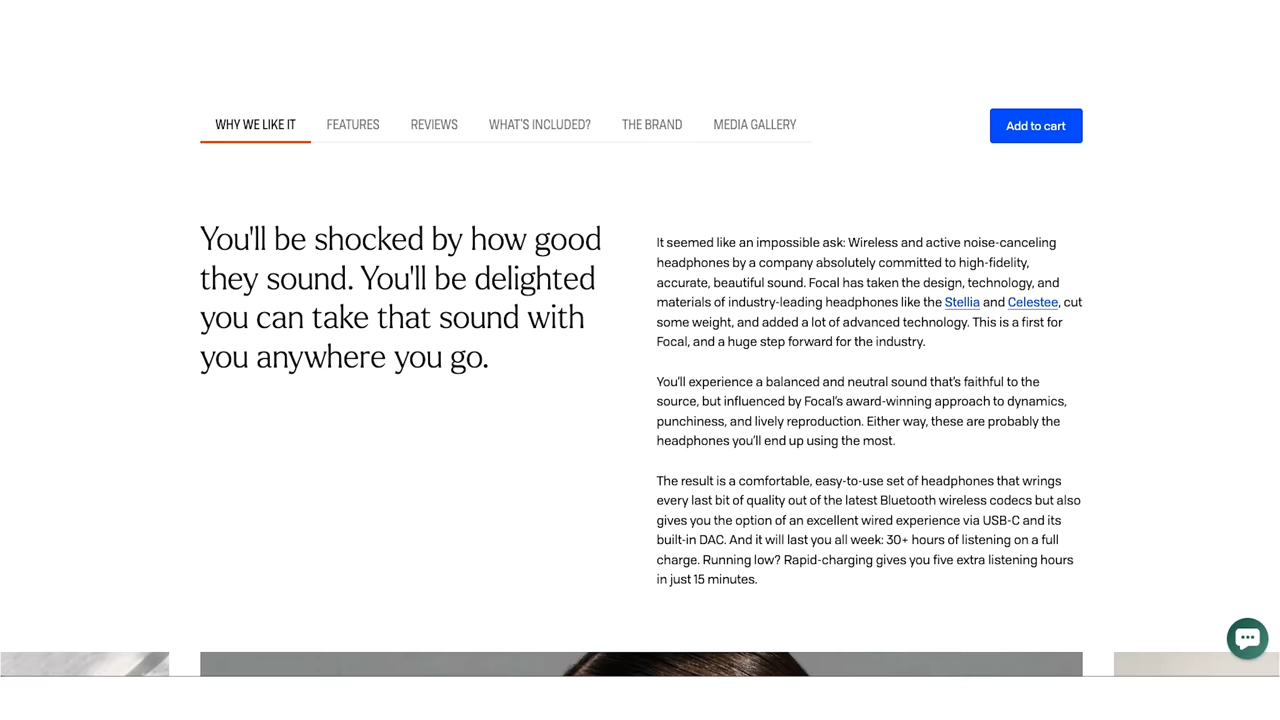 WHY WE LIKE IT
FEATURES
REVIEWS
WHAT'S INCLUDED?
THE BRAND
MEDIA GALLERY
Add to cart
You'll be shocked by how good
they sound. You'll be delighted
you can take that sound with
you anywhere you go.
It seemed like an impossible ask: Wireless and active noise-canceling
headphones by a company absolutely committed to high-fidelity,
accurate, beautiful sound. Focal has taken the design, technology, and
materials of industry-leading headphones like the Stellia and Celestee, cut
some weight, and added a lot of advanced technology. This is a first for
Focal, and a huge step forward for the industry.
You'll experience a balanced and neutral sound that's faithful to the
source, but influenced by Focal's award-winning approach to dynamics,
punchiness, and lively reproduction. Either way, these are probably the
headphones you'll end up using the most.
The result is a comfortable, easy-to-use set of headphones that wrings
every last bit of quality out of the latest Bluetooth wireless codecs but also
gives you the option of an excellent wired experience via USB-C and its
built-in DAC. And it will last you all week: 30+ hours of listening on a full
charge. Running low? Rapid-charging gives you five extra listening hours
in just 15 minutes.